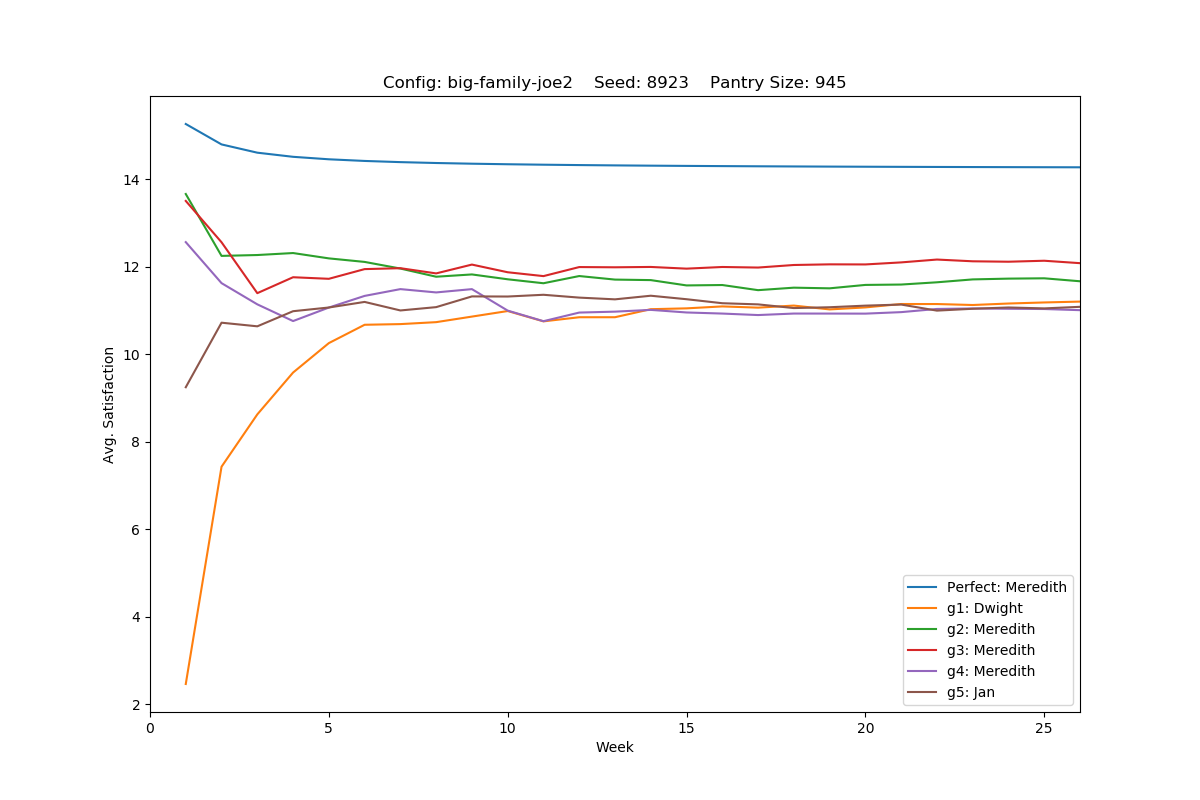 Config: big-family-joe2    Seed: 8923    Pantry Size: 945
Avg. Satisfaction
14
12
10
8
6
4
2
0
5
10
15
20
25
Week
Perfect: Meredith
g1: Dwight
g2: Meredith
g3: Meredith
g4: Meredith
g5: Jan